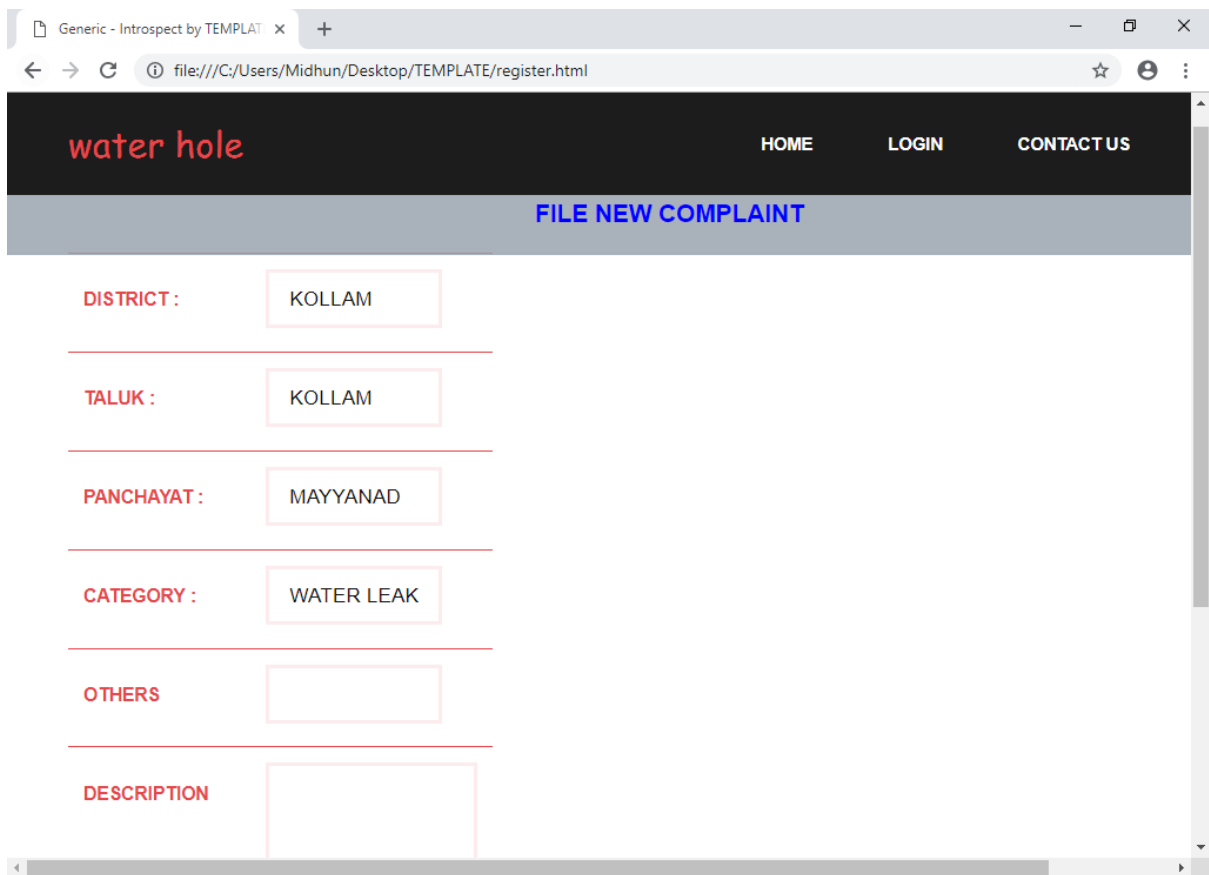 Generic - Introspect by TEMPLAT
file:///C:/Users/Midhun/Desktop/TEMPLATE/register.html
water hole HOME LOGIN CONTACT US
FILE NEW COMPLAINT
DISTRICT : KOLLAM
TALUK : KOLLAM
PANCHAYAT : MAYYANAD
CATEGORY : WATER LEAK
OTHERS
DESCRIPTION